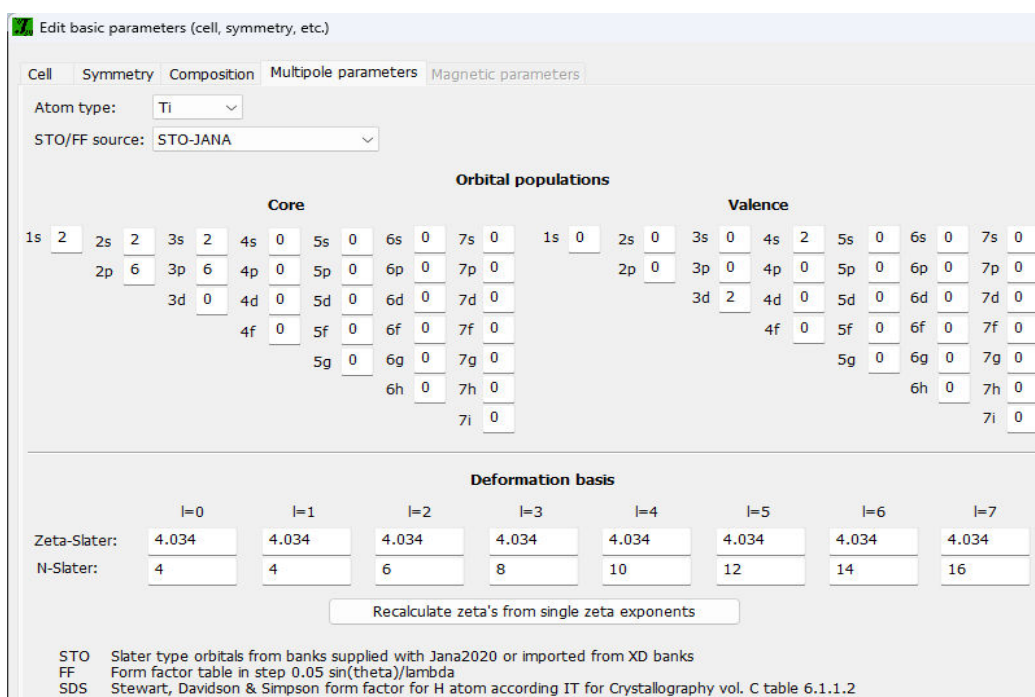 Edit basic parameters (cell, symmetry, etc.)
Cell Symmetry Composition Multipole parameters Magnetic parameters
Atom type: Ti
STO/FF source: STO-JANA
Orbital populations
Core Valence
1s 2 2s 2 3s 2 4s 0 5s 0 6s 0 7s 0 1s 0 2s 0 3s 0 4s 2 5s 0 6s 0 7s 0
2p 6 3p 6 4p 0 5p 0 6p 0 7p 0 2p 0 3p 0 4p 0 5p 0 6p 0 7p 0
3d 0 4d 0 5d 0 6d 0 7d 0 3d 2 4d 0 5d 0 6d 0 7d 0
4f 0 5f 0 6f 0 7f 0 4f 0 5f 0 6f 0 7f 0
5g 0 6g 0 7g 0 5g 0 6g 0 7g 0
6h 0 7h 0 6h 0 7h 0
7i 0 7i 0
Deformation basis
l=0 l=1 l=2 l=3 l=4 l=5 l=6 l=7
Zeta-Slater: 4.034 4.034 4.034 4.034 4.034 4.034 4.034 4.034
N-Slater: 4 4 6 8 10 12 14 16
Recalculate zeta's from single zeta exponents
STO Slater type orbitals from banks supplied with Jana2020 or imported from XD banks
FF Form factor table in step 0.05 sin(theta)/lambda
SDS Stewart, Davidson & Simpson form factor for H atom according IT for Crystallography vol. C table 6.1.1.2